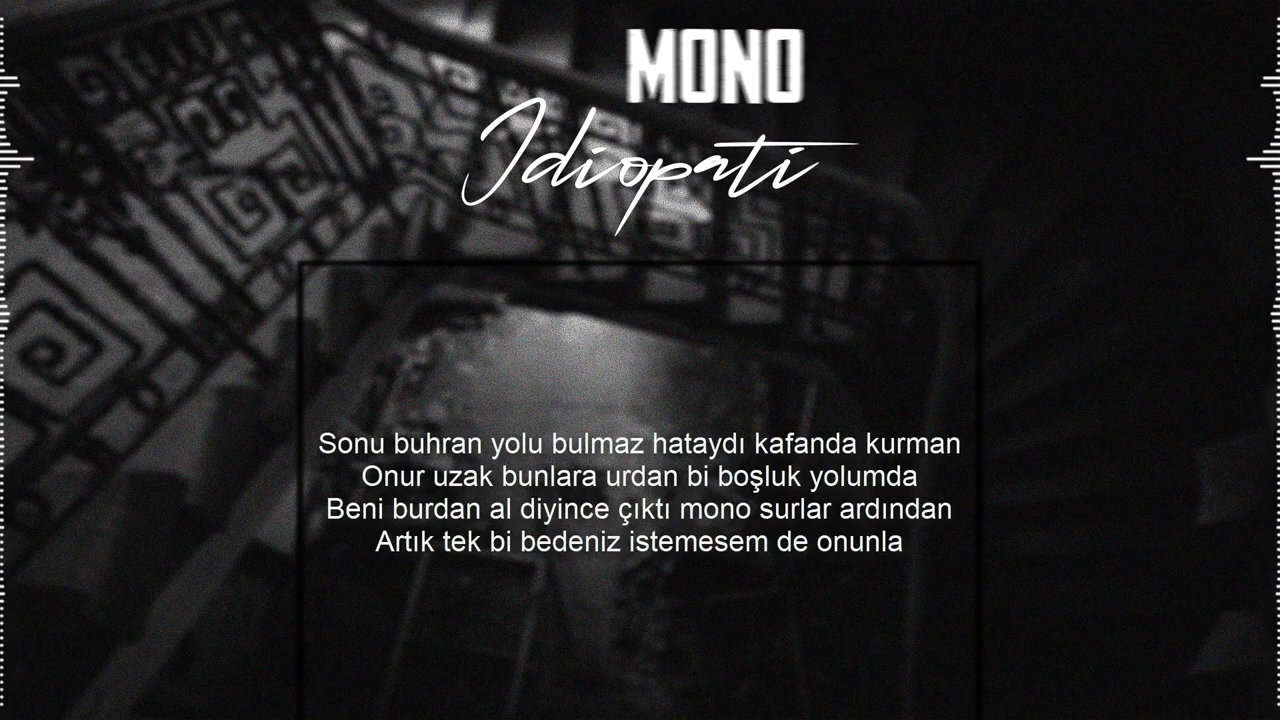 MONO
Idiopati
Sonu buhran yolu bulmaz hataydı kafanda kurman
Onur uzak bunlara urdan bi boşluk yolumda
Beni burdan al diyince çıktı mono surlar ardından
Artık tek bi bedeniz istemesem de onunla